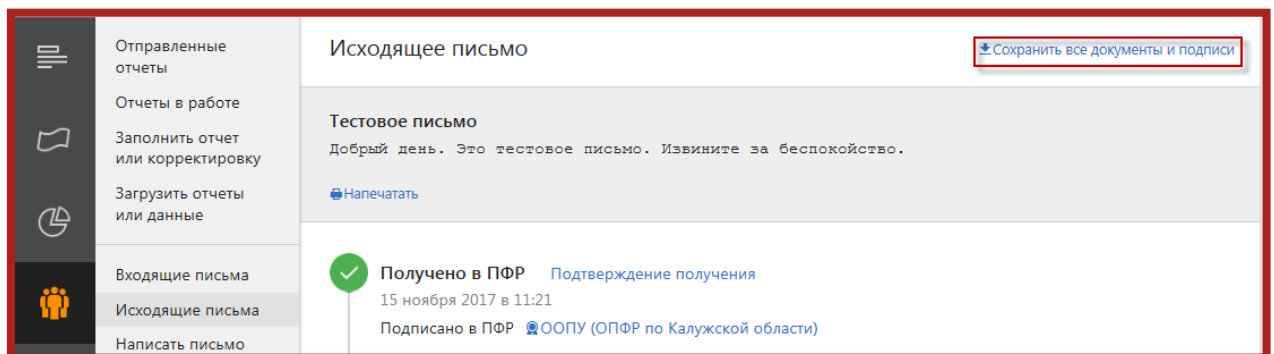 Отправленные
отчеты
Отчеты в работе
Заполнить отчет
или корректировку
Загрузить отчеты
или данные
Входящие письма
Исходящие письма
Написать письмо
Исходящее письмо
Сохранить все документы и подписи
Тестовое письмо
Добрый день. Это тестовое письмо. Извините за беспокойство.
Напечатать
Получено в ПФР Подтверждение получения
15 ноября 2017 в 11:21
Подписано в ПФР ООПУ (ОПФР по Калужской области)